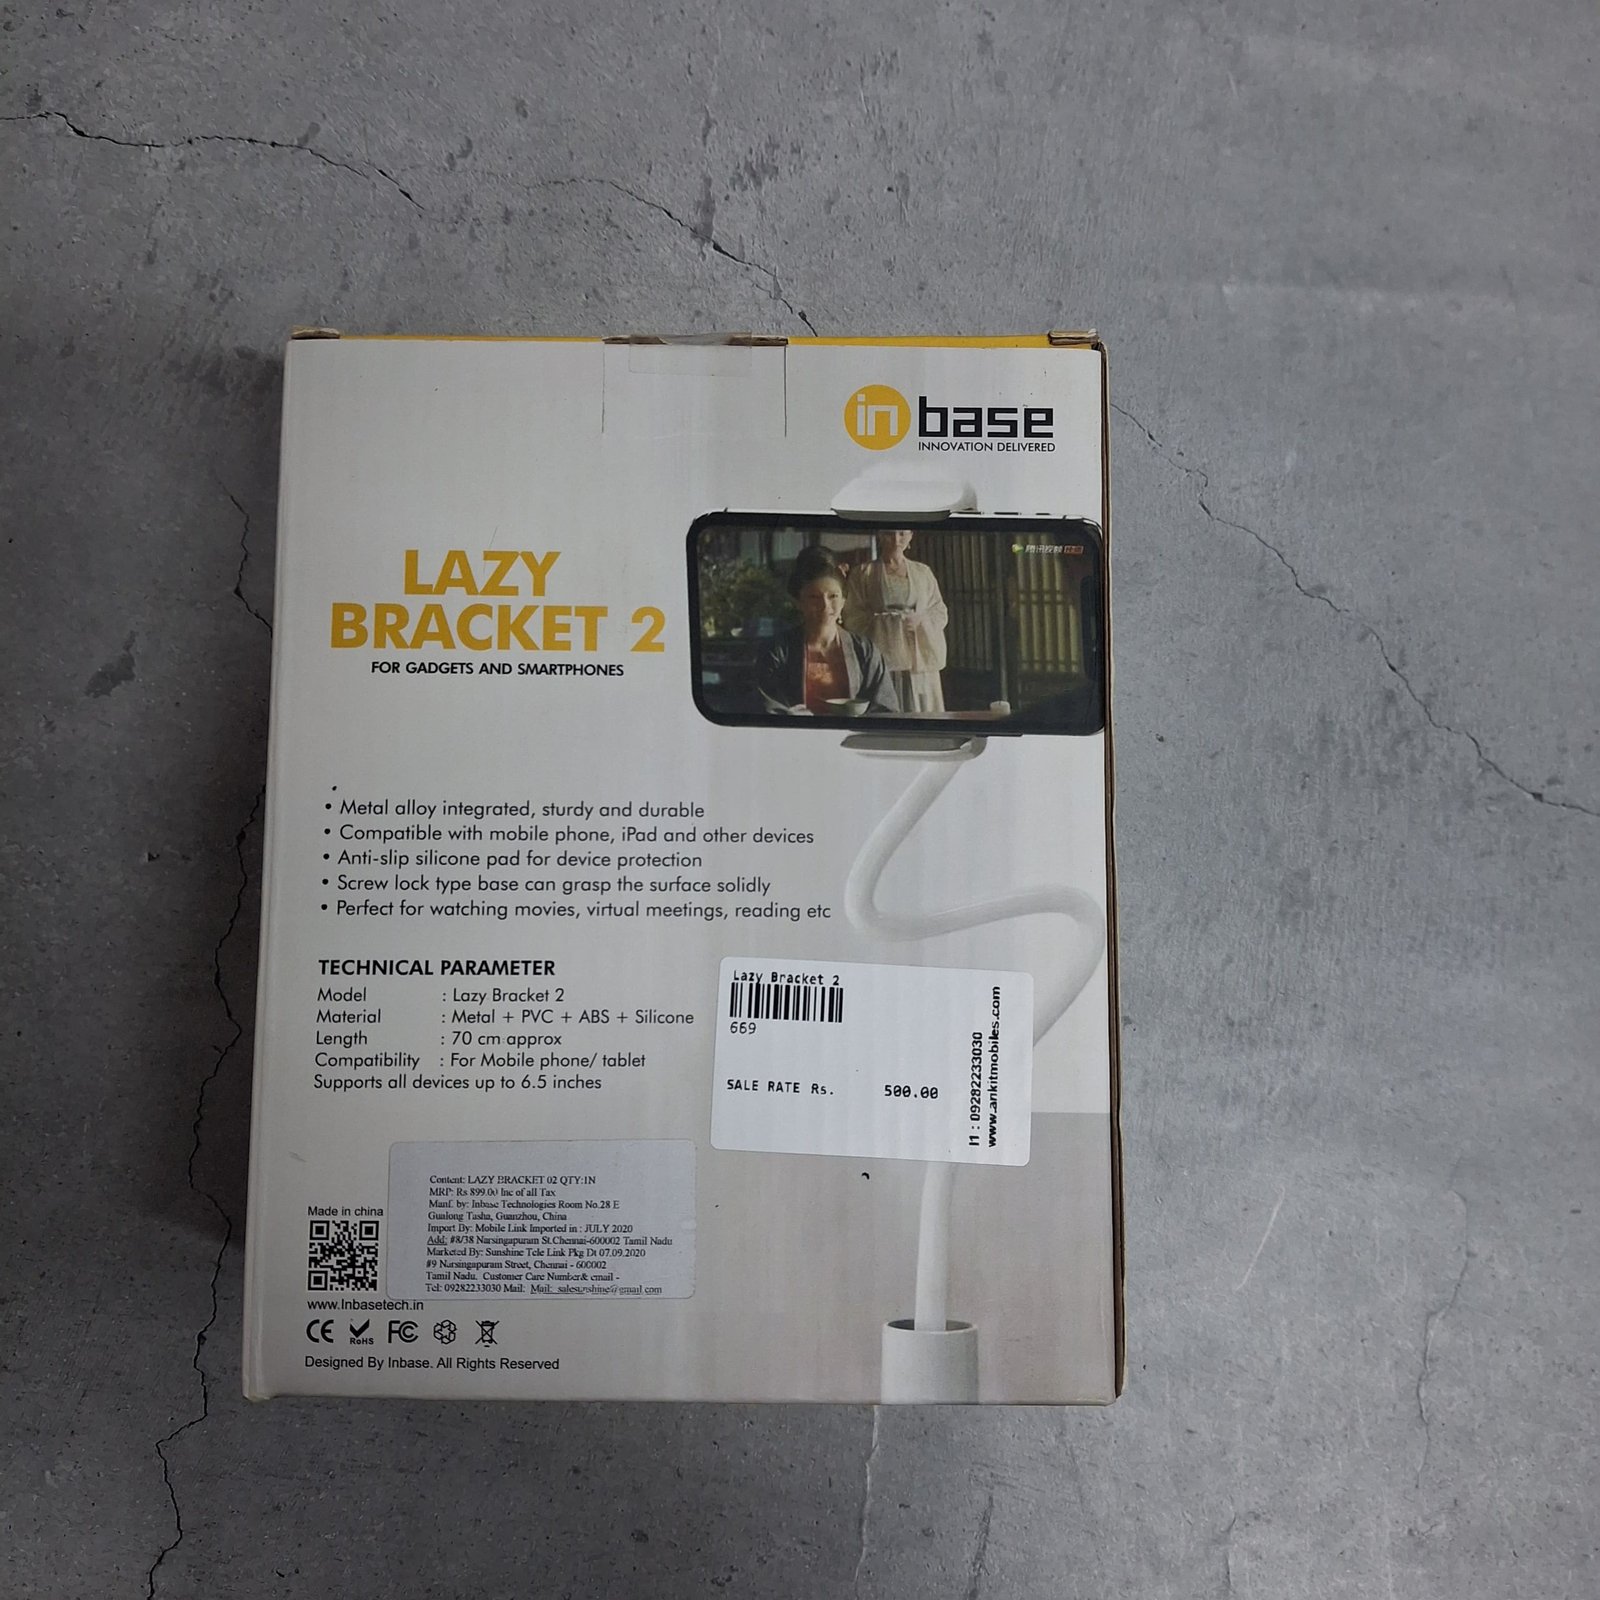 in base
INNOVATION DELIVERED
腾讯视频
LAZY
BRACKET 2
FOR GADGETS AND SMARTPHONES
• Metal alloy integrated, sturdy and durable
• Compatible with mobile phone, iPad and other devices
• Anti-slip silicone pad for device protection
• Screw lock type base can grasp the surface solidly
• Perfect for watching movies, virtual meetings, reading etc
TECHNICAL PARAMETER
Model : Lazy Bracket 2
Material : Metal + PVC + ABS + Silicone
Length : 70 cm approx
Compatibility : For Mobile phone/ tablet
Supports all devices up to 6.5 inches
Lazy Bracket 2
669
SALE RATE Rs. 500.00
I1 : 09282233030
www.ankitmobiles.com
Content: LAZY BRACKET 02 QTY:1N
MRP: Rs 899.00 Inc of all Tax
Manf. by: Inbase Technologies Room No.28 E
Gualong Tasha, Guanzhou, China
Import By: Mobile Link Imported in : JULY 2020
Add: #8/38 Narsingapuram St.Chennai-600002 Tamil Nadu
Marketed By: Sunshine Tele Link Pkg Dt 07.09.2020
#9 Narsingapuram Street, Chennai - 600002
Tamil Nadu. Customer Care Number& email -
Tel: 09282233030 Mail: Mail:
Made in china
www.Inbasetech.in
CE RoHS FC
Designed By Inbase. All Rights Reserved